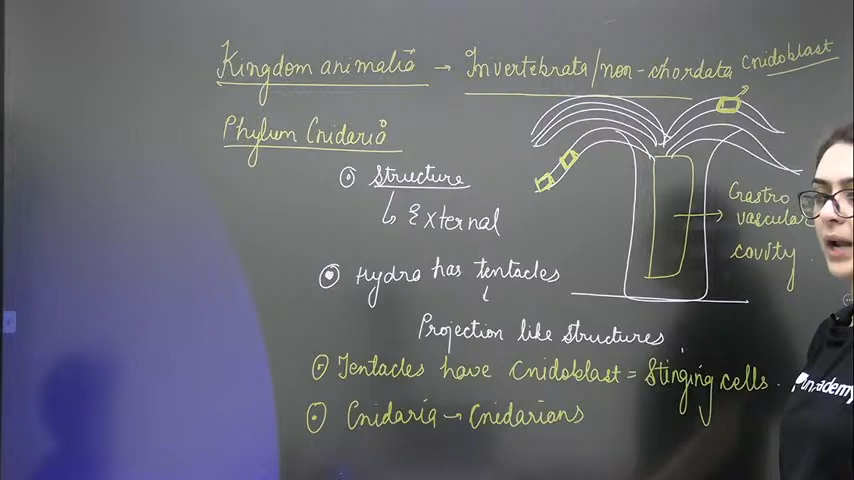 Kingdom animalia → Invertebrata/non-chordata
Cnidoblast
Phylum Cnidaria
Structure
External
Gastro
vascular
cavity
Hydra has tentacles
Projection like structures
Tentacles have Cnidoblast = Stinging cells.
Cnidaria → Cnidarians
unacademy